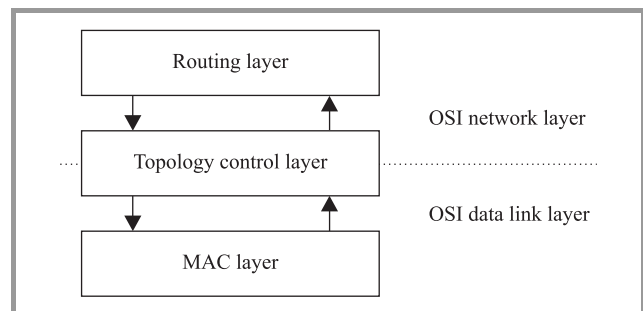 Routing layer
OSI network layer
Topology control layer
OSI data link layer
MAC layer